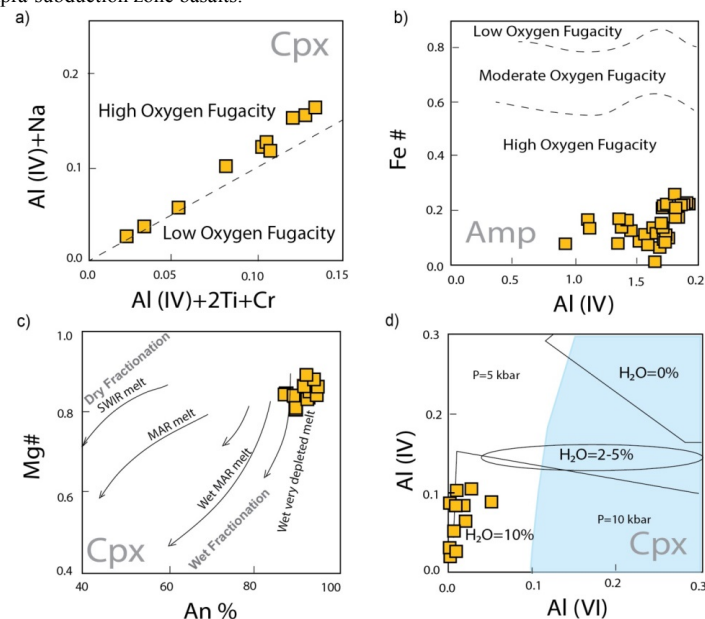 pra-subduction zone basalts.
a)
Cpx
0.2
High Oxygen Fugacity
Al (IV)+Na
0.1
Low Oxygen Fugacity
0.0
0.0 0.05 0.10 0.15
Al (IV)+2Ti+Cr
b)
Low Oxygen Fugacity
0.8
Moderate Oxygen Fugacity
0.6
Fe #
High Oxygen Fugacity
0.4
0.2
Amp
0.0
0.0 0.5 1.0 1.5 0.2
Al (IV)
c)
1.0
Dry Fractionation
SWIR melt
0.8
MAR melt
Mg#
Wet MAR melt
Wet very depleted melt
0.6
Wet Fractionation
Cpx
0.4
40 60 80 100
An %
d)
0.3
P=5 kbar
H2O=0%
0.2
Al (IV)
H2O=2-5%
0.1
H2O=10%
P=10 kbar
Cpx
0.0
0.0 0.1 0.2 0.3
Al (VI)